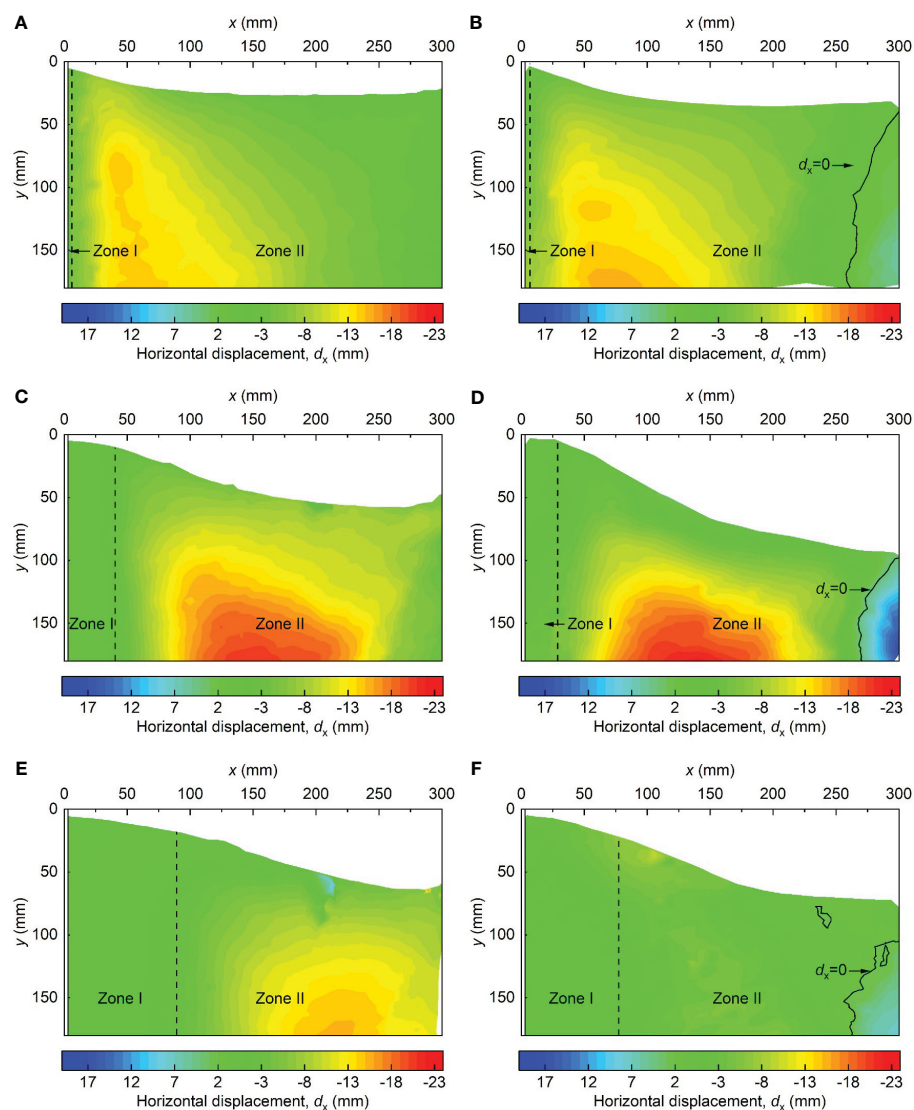 A
B
x (mm)
x (mm)
0 50 100 150 200 250 300
0 50 100 150 200 250 300
0
50
100
150
y (mm)
Zone I
Zone II
0
50
100
150
y (mm)
dx=0
Zone I
Zone II
17 12 7 2 -3 -8 -13 -18 -23
Horizontal displacement, dx (mm)
17 12 7 2 -3 -8 -13 -18 -23
Horizontal displacement, dx (mm)
C
D
x (mm)
x (mm)
0 50 100 150 200 250 300
0 50 100 150 200 250 300
0
50
100
150
y (mm)
Zone I
Zone II
0
50
100
150
y (mm)
dx=0
Zone I
Zone II
17 12 7 2 -3 -8 -13 -18 -23
Horizontal displacement, dx (mm)
17 12 7 2 -3 -8 -13 -18 -23
Horizontal displacement, dx (mm)
E
F
x (mm)
x (mm)
0 50 100 150 200 250 300
0 50 100 150 200 250 300
0
50
100
150
y (mm)
Zone I
Zone II
0
50
100
150
y (mm)
dx=0
Zone I
Zone II
17 12 7 2 -3 -8 -13 -18 -23
Horizontal displacement, dx (mm)
17 12 7 2 -3 -8 -13 -18 -23
Horizontal displacement, dx (mm)